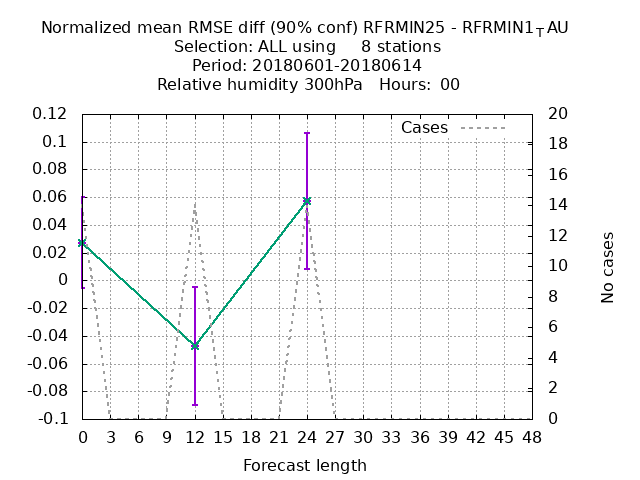 Normalized mean RMSE diff (90% conf) RFRMIN25 - RFRMIN1TAU
Selection: ALL using 8 stations
Period: 20180601-20180614
Relative humidity 300hPa Hours: 00
Cases
0.12
0.1
0.08
0.06
0.04
0.02
0
-0.02
-0.04
-0.06
-0.08
-0.1
20
18
16
14
12
10
8
6
4
2
0
No cases
0 3 6 9 12 15 18 21 24 27 30 33 36 39 42 45 48
Forecast length